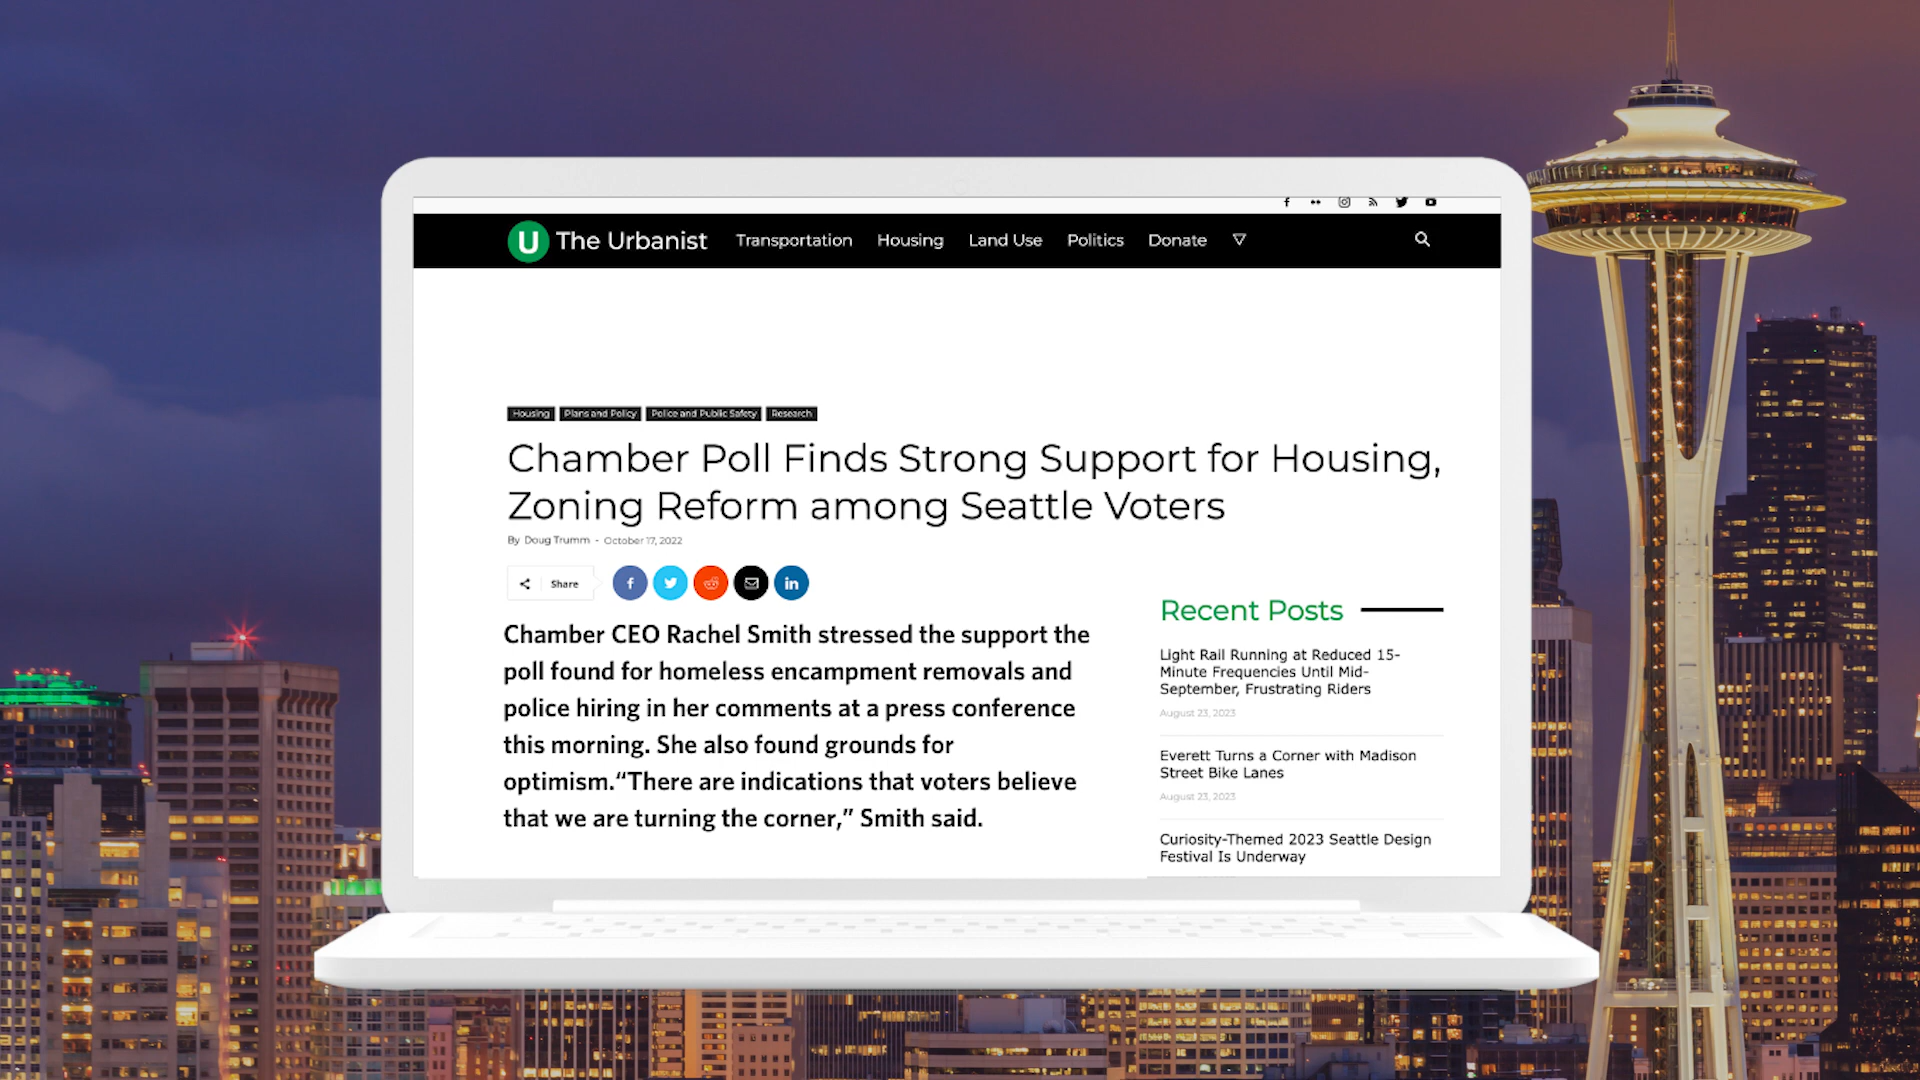 U The Urbanist Transportation Housing Land Use Politics Donate
Housing Plans and Policy Police and Public Safety Research
Chamber Poll Finds Strong Support for Housing,
Zoning Reform among Seattle Voters
By Doug Trumm - October 17, 2022
Share
Chamber CEO Rachel Smith stressed the support the
poll found for homeless encampment removals and
police hiring in her comments at a press conference
this morning. She also found grounds for
optimism.“There are indications that voters believe
that we are turning the corner,” Smith said.
Recent Posts
Light Rail Running at Reduced 15-
Minute Frequencies Until Mid-
September, Frustrating Riders
August 23, 2023
Everett Turns a Corner with Madison
Street Bike Lanes
August 23, 2023
Curiosity-Themed 2023 Seattle Design
Festival Is Underway